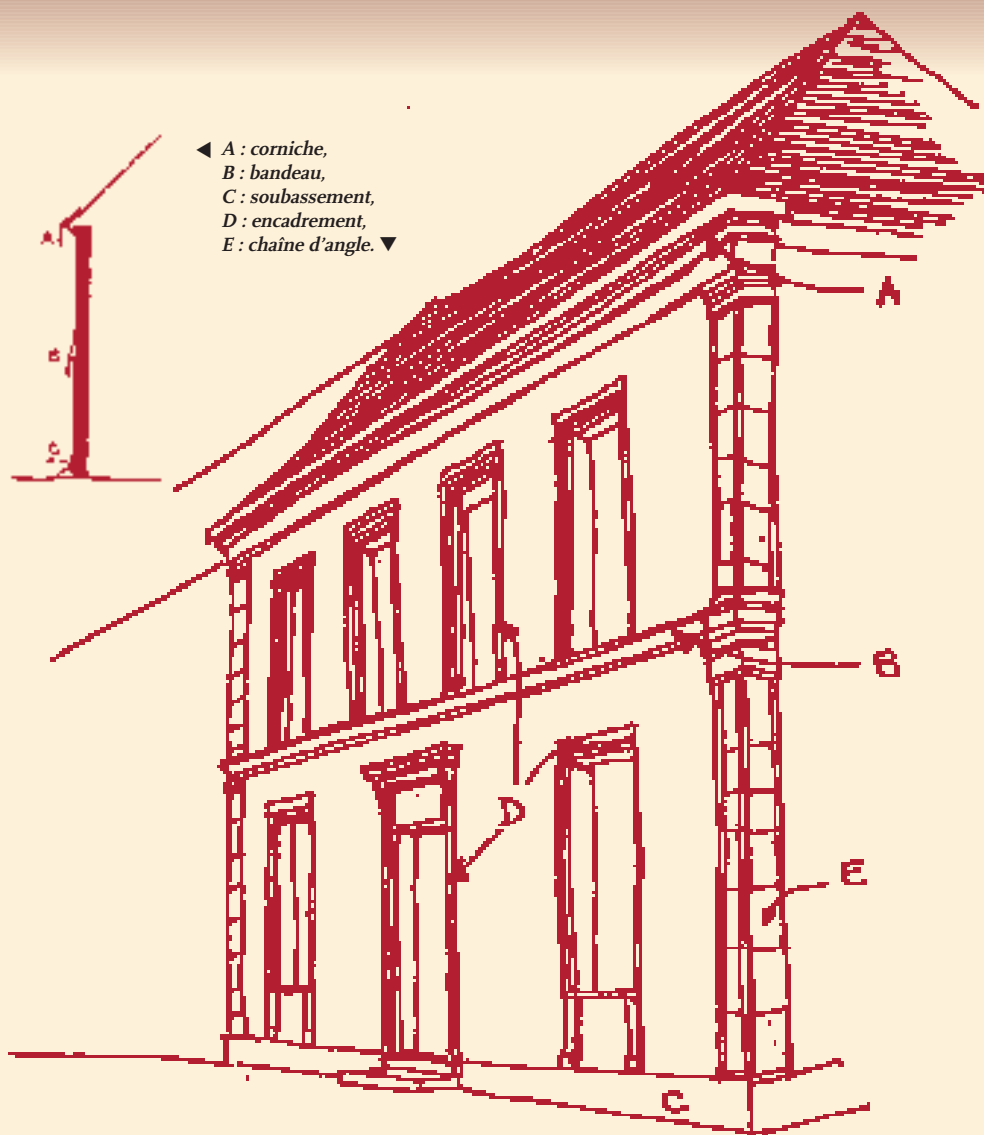 ◀ A : corniche,
B : bandeau,
C : soubassement,
D : encadrement,
E : chaîne d'angle. ▼
A
B
C
A
B
D
E
C